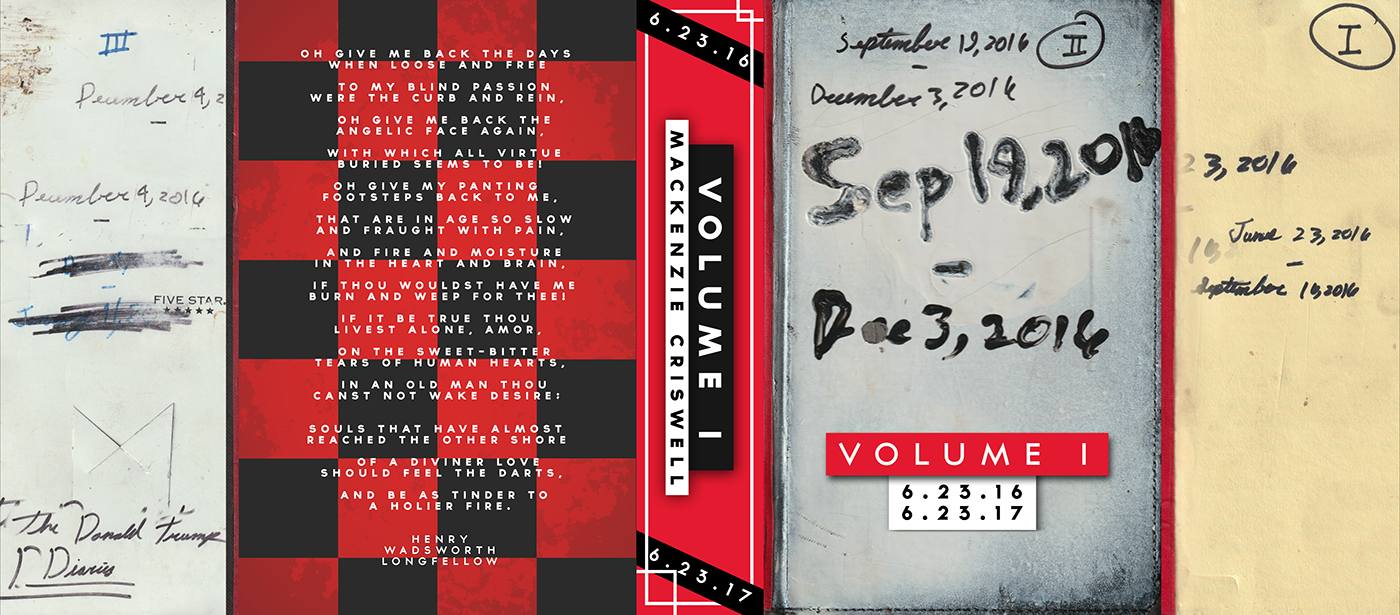 III
December 9, 2
–
December 9, 2016
–
FIVE STAR.
★★★★★
the Donald Trump
Diaries
OH GIVE ME BACK THE DAYS
WHEN LOOSE AND FREE
TO MY BLIND PASSION
WERE THE CURB AND REIN,
OH GIVE ME BACK THE
ANGELIC FACE AGAIN,
WITH WHICH ALL VIRTUE
BURIED SEEMS TO BE!
OH GIVE MY PANTING
FOOTSTEPS BACK TO ME,
THAT ARE IN AGE SO SLOW
AND FRAUGHT WITH PAIN,
AND FIRE AND MOISTURE
IN THE HEART AND BRAIN,
IF THOU WOULDST HAVE ME
BURN AND WEEP FOR THEE!
IF IT BE TRUE THOU
LIVEST ALONE, AMOR,
ON THE SWEET-BITTER
TEARS OF HUMAN HEARTS,
IN AN OLD MAN THOU
CANST NOT WAKE DESIRE:
SOULS THAT HAVE ALMOST
REACHED THE OTHER SHORE
OF A DIVINER LOVE
SHOULD FEEL THE DARTS,
AND BE AS TINDER TO
A HOLIER FIRE.
HENRY
WADSWORTH
LONGFELLOW
6.23.16
VOLUME I
MACKENZIE CRISWELL
6.23.17
September 19, 2016 II
–
December 3, 2016
Sep 19, 201
-
Dec 3, 2016
VOLUME I
6.23.16
6.23.17
I
23, 2016
16
June 23, 2016
–
September 16, 2016